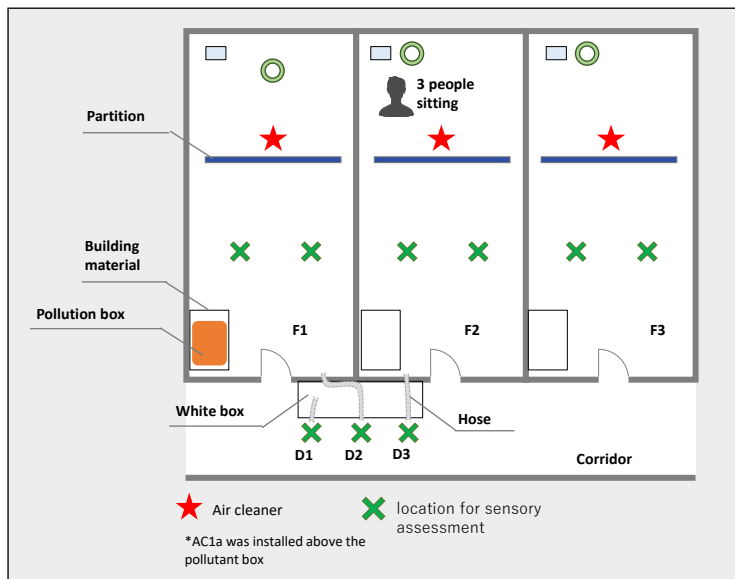 3 people
sitting
Partition
Building
material
Pollution box
F1
F2
F3
White box
Hose
D1
D2
D3
Corridor
Air cleaner
location for sensory
assessment
*AC1a was installed above the
pollutant box